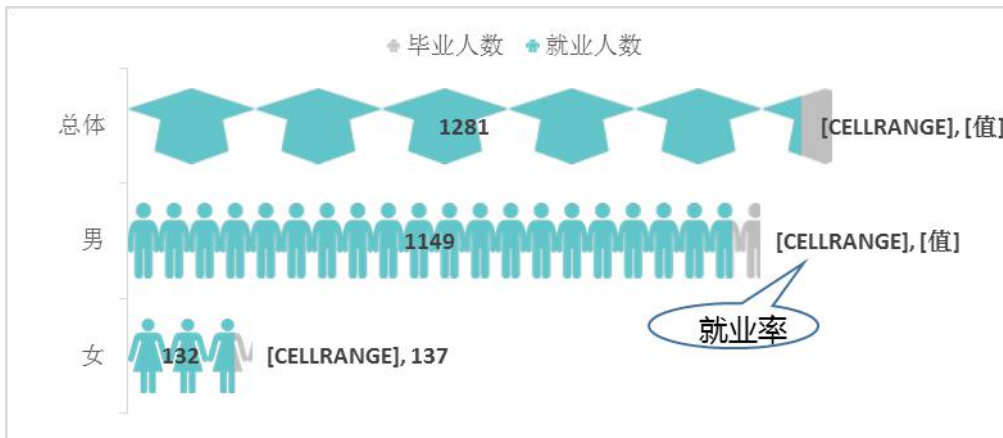 毕业人数 就业人数
总体 1281 [CELLRANGE], [值]
男 1149 [CELLRANGE], [值]
就业率
女 132 [CELLRANGE], 137